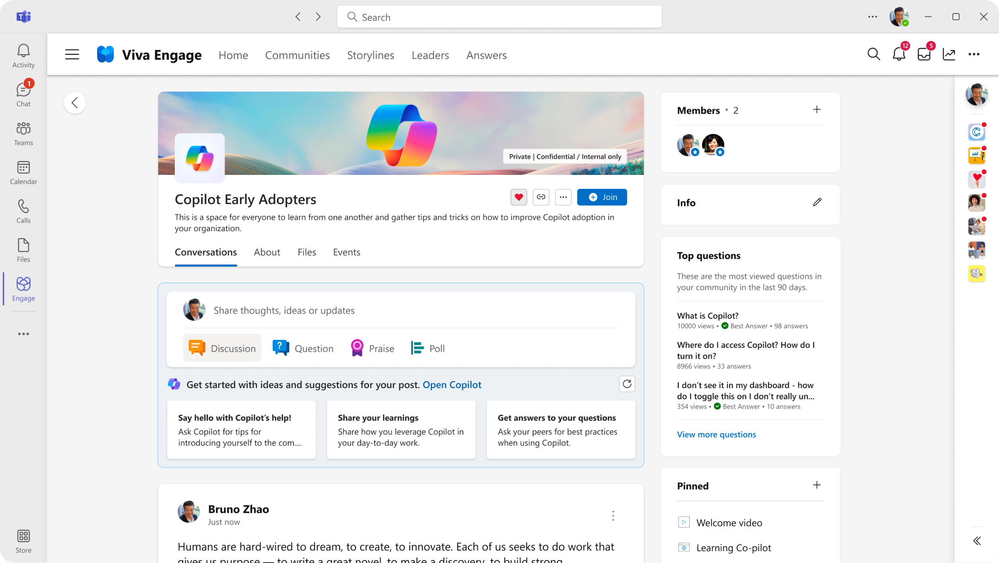 Search
Activity
1
Chat
Teams
Calendar
Calls
Files
Engage
Store
Viva Engage
Home
Communities
Storylines
Leaders
Answers
12
5
Private | Confidential / Internal only
Copilot Early Adopters
Join
This is a space for everyone to learn from one another and gather tips and tricks on how to improve Copilot adoption in
your organization.
Conversations
About
Files
Events
Share thoughts, ideas or updates
Discussion
Question
Praise
Poll
Get started with ideas and suggestions for your post. Open Copilot
Say hello with Copilot’s help!
Ask Copilot for tips for
introducing yourself to the com....
Share your learnings
Share how you leverage Copilot in
your day-to-day work.
Get answers to your questions
Ask your peers for best practices
when using Copilot.
Bruno Zhao
Just now
Humans are hard-wired to dream, to create, to innovate. Each of us seeks to do work that
gives us purpose — to write a great novel, to make a discovery, to build strong
Members • 2
Info
Top questions
These are the most viewed questions in
your community in the last 90 days.
What is Copilot?
10000 views • Best Answer • 98 answers
Where do I access Copilot? How do I
turn it on?
8966 views • 33 answers
I don’t see it in my dashboard - how
do I toggle this on I don’t really un...
354 views • Best Answer • 10 answers
View more questions
Pinned
Welcome video
Learning Co-pilot